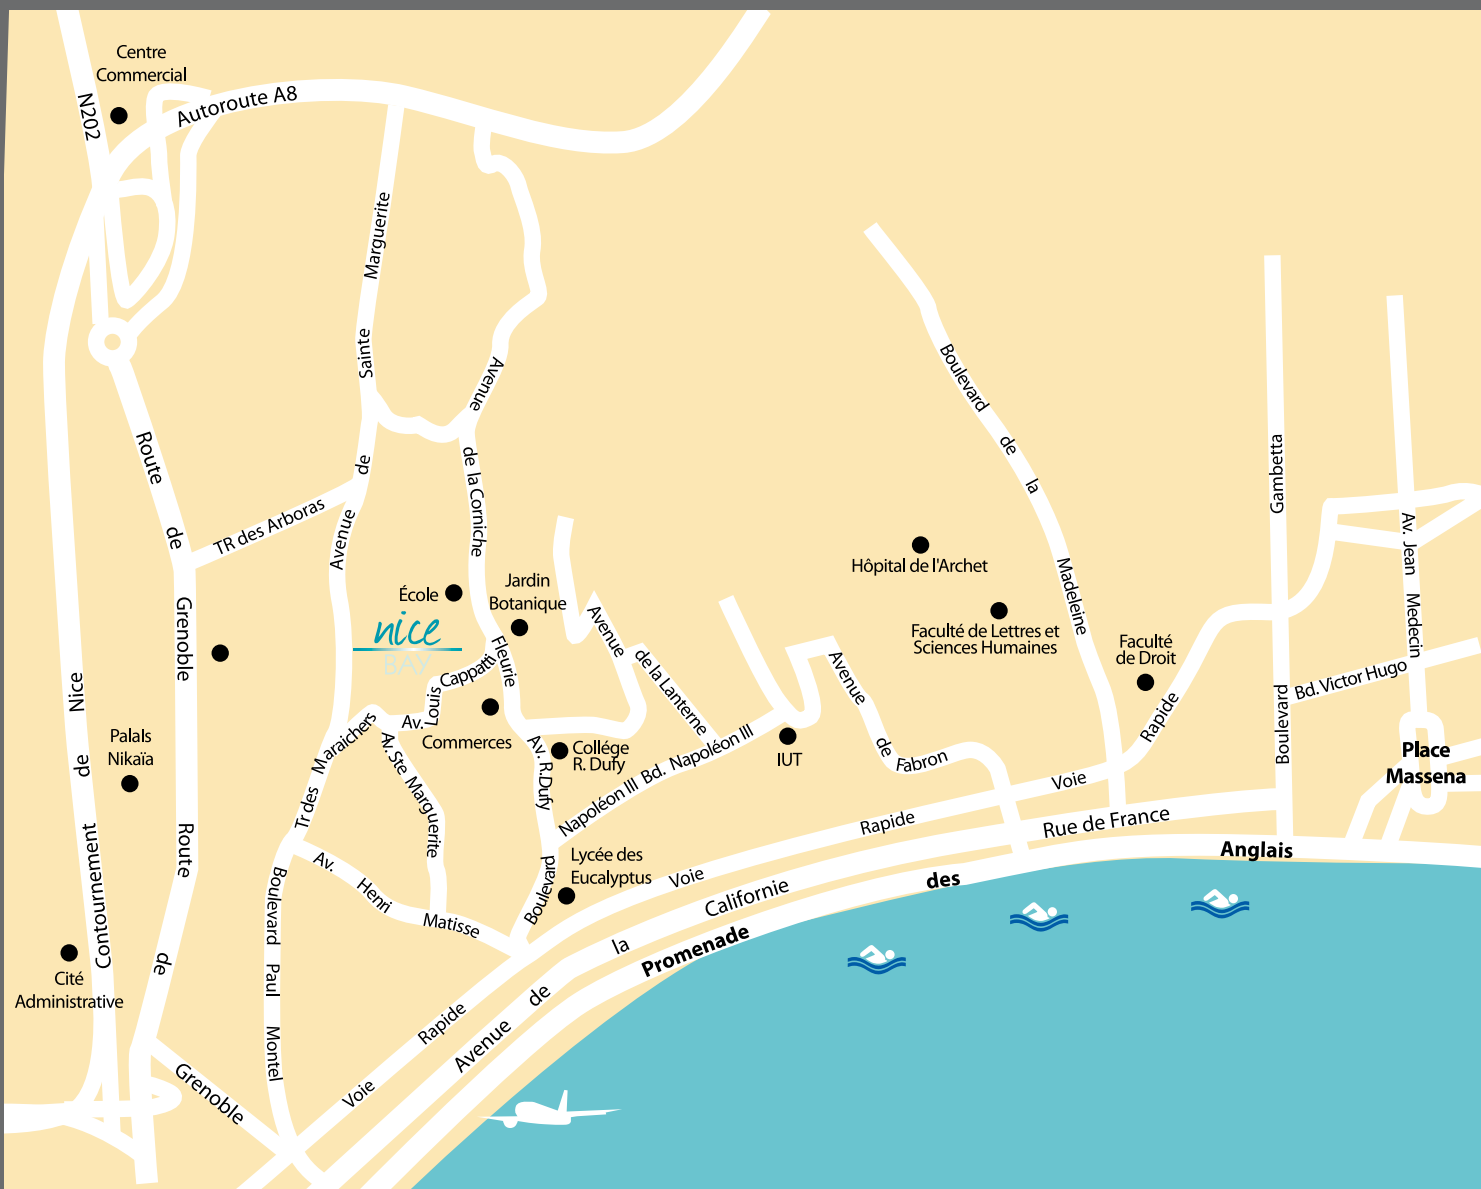 Centre
Commercial
N202
Autoroute A8
Marguerite
Sainte
de
Avenue
Avenue
de la Corniche
Fleurie
Route
de
Grenoble
Route
de
Grenoble
TR des Arboras
École
nice
BAY
Jardin
Botanique
Av. Louis Cappatti
Commerces
Avenue
de la Lanterne
Tr des Maraichers
Av. Ste Marguerite
Av. R.Dufy
Collége
R. Dufy
Napoléon III Bd. Napoléon III
Boulevard
IUT
Avenue
de
Fabron
Boulevard
de
la
Madeleine
Hôpital de l'Archet
Faculté de Lettres et
Sciences Humaines
Faculté
de Droit
Gambetta
Boulevard
Av. Jean Medecin
Bd. Victor Hugo
Place
Massena
Nice
de
Contournement
Palals
Nikaïa
Cité
Administrative
Av. Henri Matisse
Boulevard Paul Montel
Lycée des
Eucalyptus
Voie Rapide
Voie Rapide
Voie Rapide
Avenue de la Californie
Rue de France
Promenade des Anglais